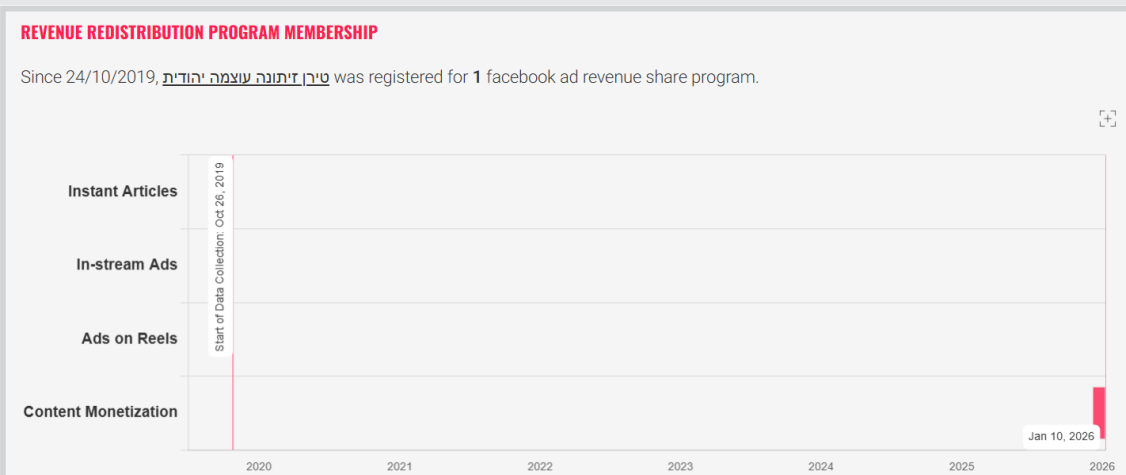 REVENUE REDISTRIBUTION PROGRAM MEMBERSHIP
Since 24/10/2019, טירן זיתונה עוצמה יהודית was registered for 1 facebook ad revenue share program.
Start of Data Collection: Oct 26, 2019
Instant Articles
In-stream Ads
Ads on Reels
Content Monetization
Jan 10, 2026
2020 2021 2022 2023 2024 2025 2026